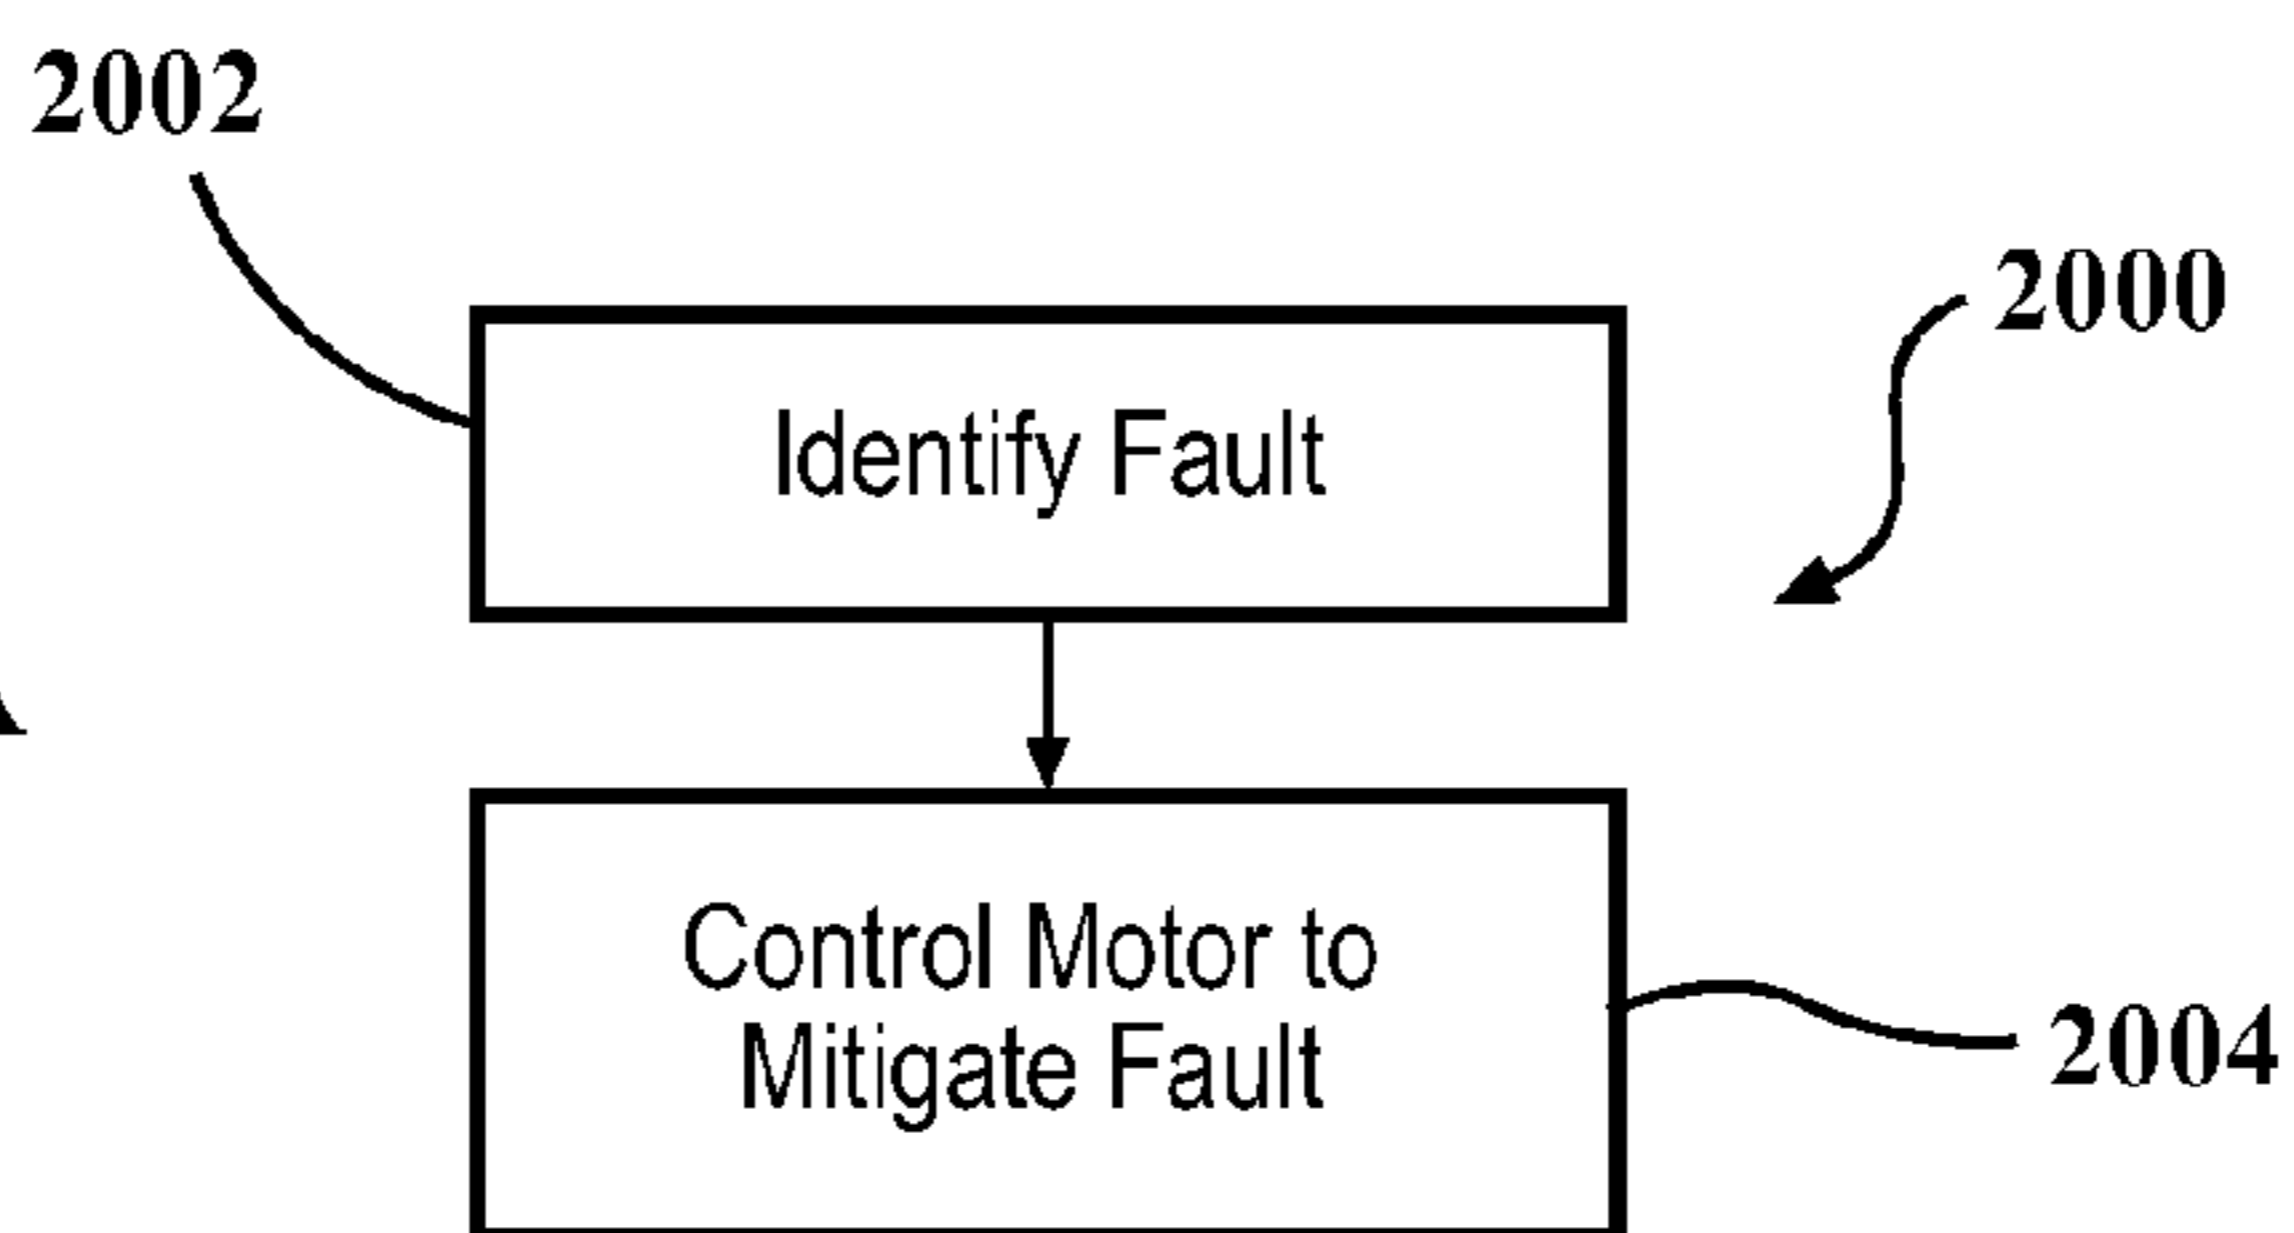 2002
2000
Identify Fault
Control Motor to
Mitigate Fault
2004